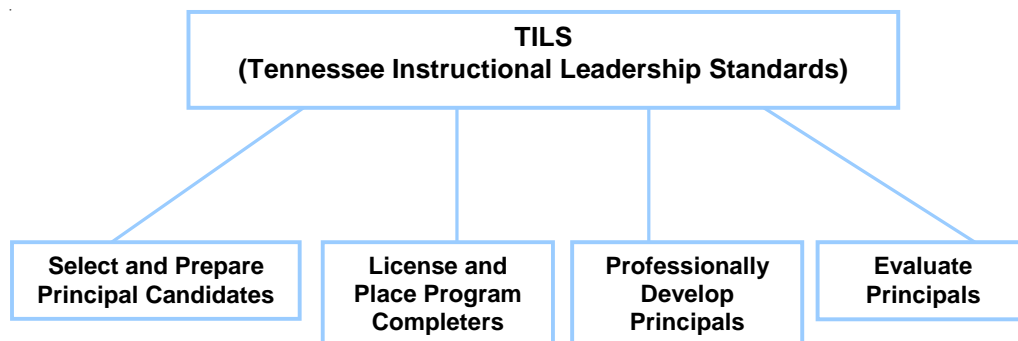 TILS
(Tennessee Instructional Leadership Standards)
Select and Prepare
Principal Candidates
License and
Place Program
Completers
Professionally
Develop
Principals
Evaluate
Principals